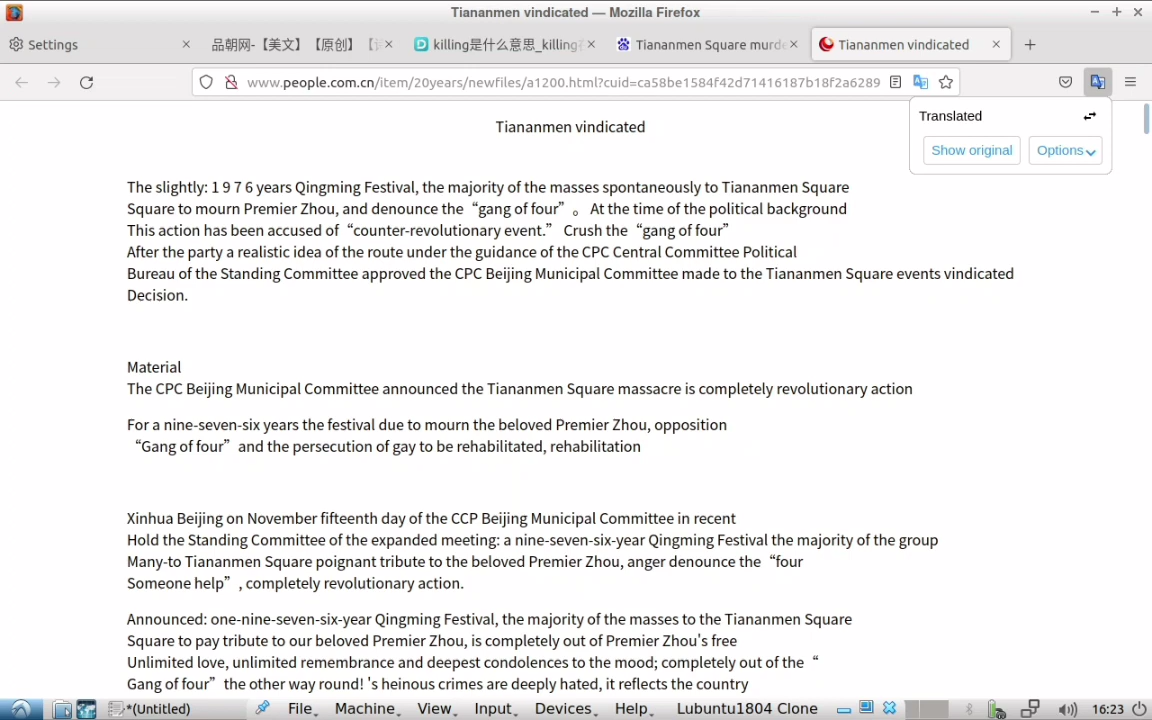 Tiananmen vindicated — Mozilla Firefox
Settings
品朝网-【美文】【原创】
killing是什么意思_killing
Tiananmen Square murd
Tiananmen vindicated
www.people.com.cn/item/20years/newfiles/a1200.html?cuid=ca58be1584f42d71416187b18f2a6289
Translated
Show original
Options
Tiananmen vindicated
The slightly: 1 9 7 6 years Qingming Festival, the majority of the masses spontaneously to Tiananmen Square
Square to mourn Premier Zhou, and denounce the“gang of four”。 At the time of the political background
This action has been accused of“counter-revolutionary event.” Crush the“gang of four”
After the party a realistic idea of the route under the guidance of the CPC Central Committee Political
Bureau of the Standing Committee approved the CPC Beijing Municipal Committee made to the Tiananmen Square events vindicated
Decision.
Material
The CPC Beijing Municipal Committee announced the Tiananmen Square massacre is completely revolutionary action
For a nine-seven-six years the festival due to mourn the beloved Premier Zhou, opposition
“Gang of four”and the persecution of gay to be rehabilitated, rehabilitation
Xinhua Beijing on November fifteenth day of the CCP Beijing Municipal Committee in recent
Hold the Standing Committee of the expanded meeting: a nine-seven-six-year Qingming Festival the majority of the group
Many-to Tiananmen Square poignant tribute to the beloved Premier Zhou, anger denounce the“four
Someone help”, completely revolutionary action.
Announced: one-nine-seven-six-year Qingming Festival, the majority of the masses to the Tiananmen Square
Square to pay tribute to our beloved Premier Zhou, is completely out of Premier Zhou's free
Unlimited love, unlimited remembrance and deepest condolences to the mood; completely out of the“
Gang of four”the other way round! 's heinous crimes are deeply hated, it reflects the country
*(Untitled)
File
Machine
View
Input
Devices
Help
Lubuntu1804 Clone
16:23